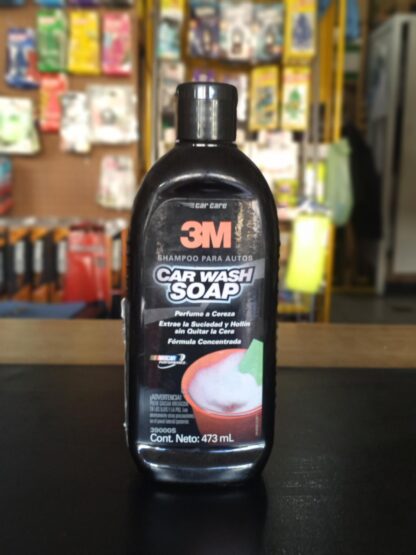 car care
3M
SHAMPOO PARA AUTOS
CAR WASH
SOAP
Perfume a Cereza
Extrae la Suciedad y Hollín
sin Quitar la Cera
Fórmula Concentrada
NASCAR
PERFORMANCE
¡ADVERTENCIA!
39000S
Cont. Neto: 473 mL